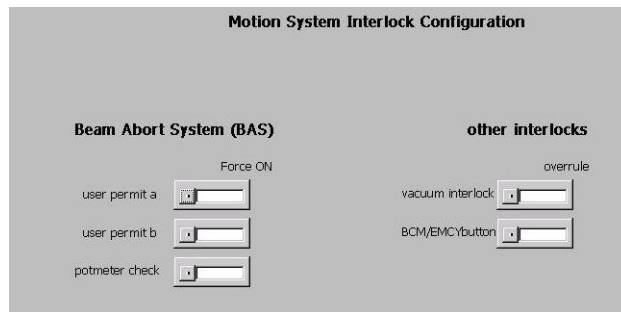 Motion System Interlock Configuration
Beam Abort System (BAS)
Force ON
user permit a
user permit b
potmeter check
other interlocks
overrule
vacuum interlock
BCM/EMCYbutton